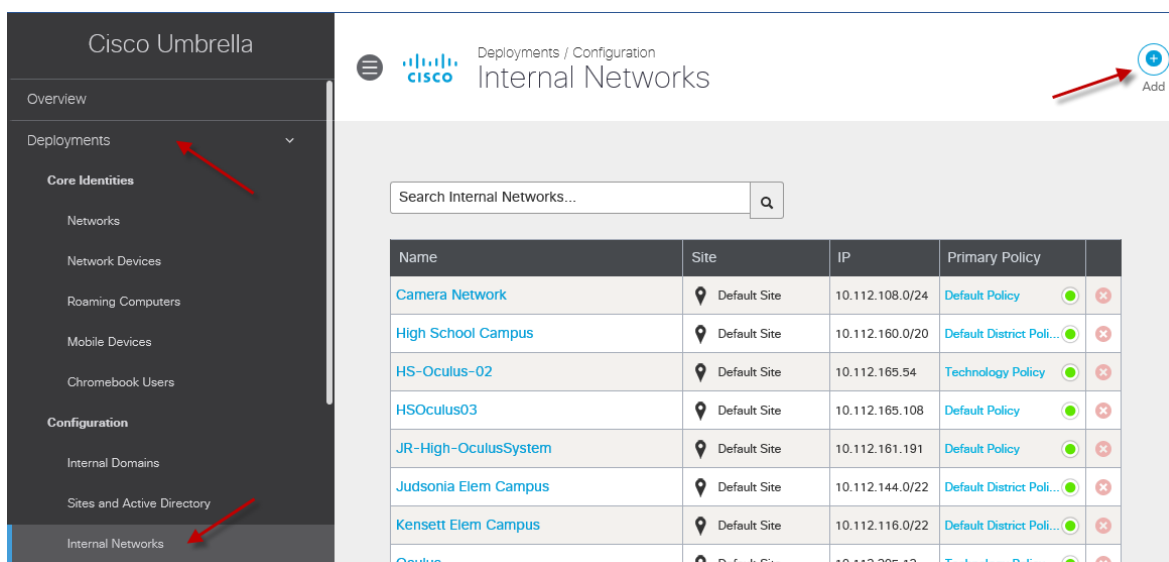 Cisco Umbrella
Overview
Deployments
Core Identities
Networks
Network Devices
Roaming Computers
Mobile Devices
Chromebook Users
Configuration
Internal Domains
Sites and Active Directory
Internal Networks
CISCO
Deployments / Configuration
Internal Networks
Add
Search Internal Networks...
Name Site IP Primary Policy
Camera Network Default Site 10.112.108.0/24 Default Policy
High School Campus Default Site 10.112.160.0/20 Default District Poli...
HS-Oculus-02 Default Site 10.112.165.54 Technology Policy
HSOculus03 Default Site 10.112.165.108 Default Policy
JR-High-OculusSystem Default Site 10.112.161.191 Default Policy
Judsonia Elem Campus Default Site 10.112.144.0/22 Default District Poli...
Kensett Elem Campus Default Site 10.112.116.0/22 Default District Poli...